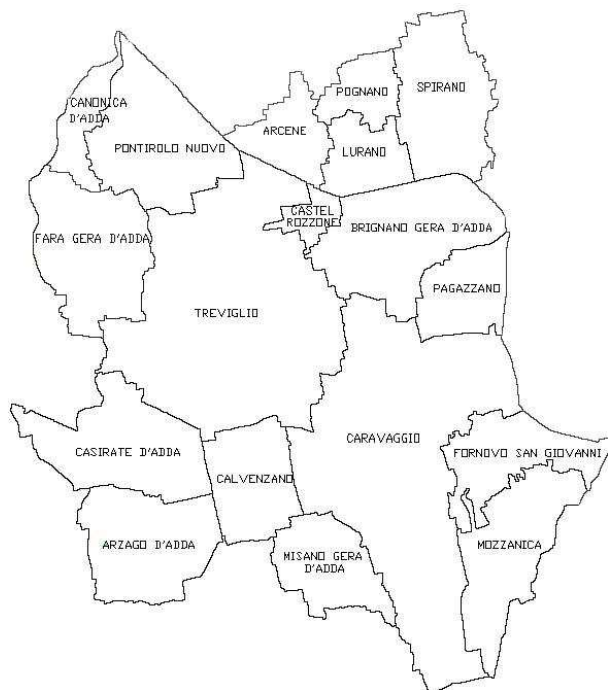 SPIRANO
POGNANO
CANONICA
D'ADDA
ARCENE
PONTIROLO NUOVO
LURANO
CASTEL
ROZZONE
BRIGNANO GERA D'ADDA
FARA GERA D'ADDA
PAGAZZANO
TREVIGLIO
CARAVAGGIO
CASIRATE D'ADDA
FORNOVO SAN GIOVANNI
CALVENZANO
ARZAGO D'ADDA
MOZZANICA
MISANO GERA
D'ADDA